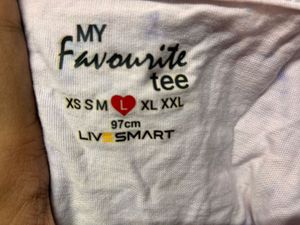 MY
Favourite
tee
XS S M L XL XXL
97cm
LIVESMART